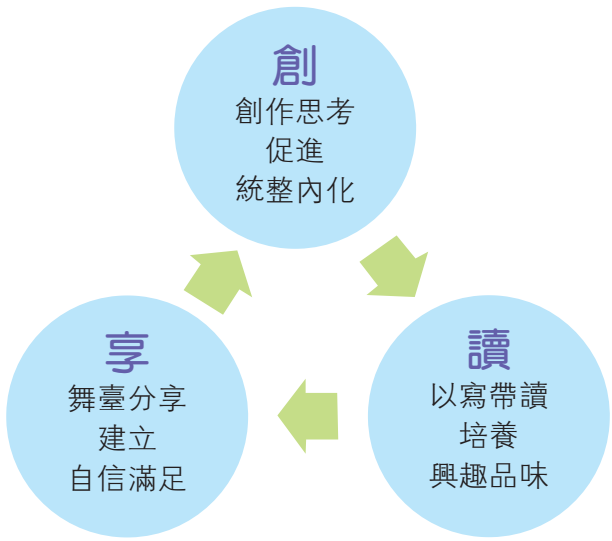 創
創作思考
促進
統整內化
讀
以寫帶讀
培養
興趣品味
享
舞臺分享
建立
自信滿足